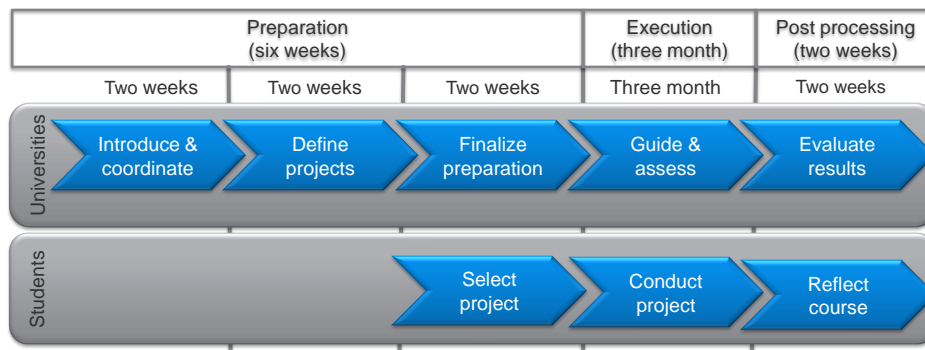 Preparation
(six weeks)
Execution
(three month)
Post processing
(two weeks)
Two weeks
Two weeks
Two weeks
Three month
Two weeks
Universities
Introduce &
coordinate
Define
projects
Finalize
preparation
Guide &
assess
Evaluate
results
Students
Select
project
Conduct
project
Reflect
course